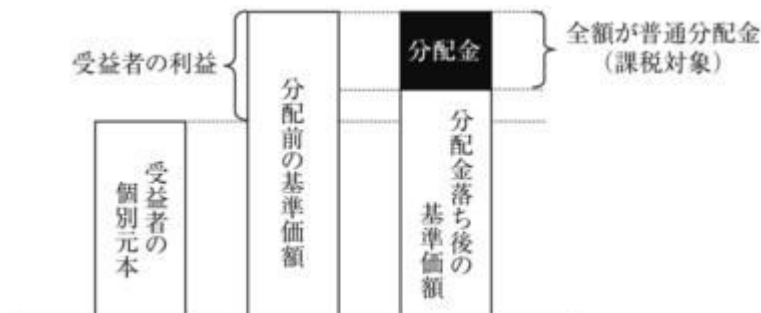 受益者の利益
分配金
全額が普通分配金
（課税対象）
受益者の
個別元本
分配前の基準価額
分配金落ち後の
基準価額